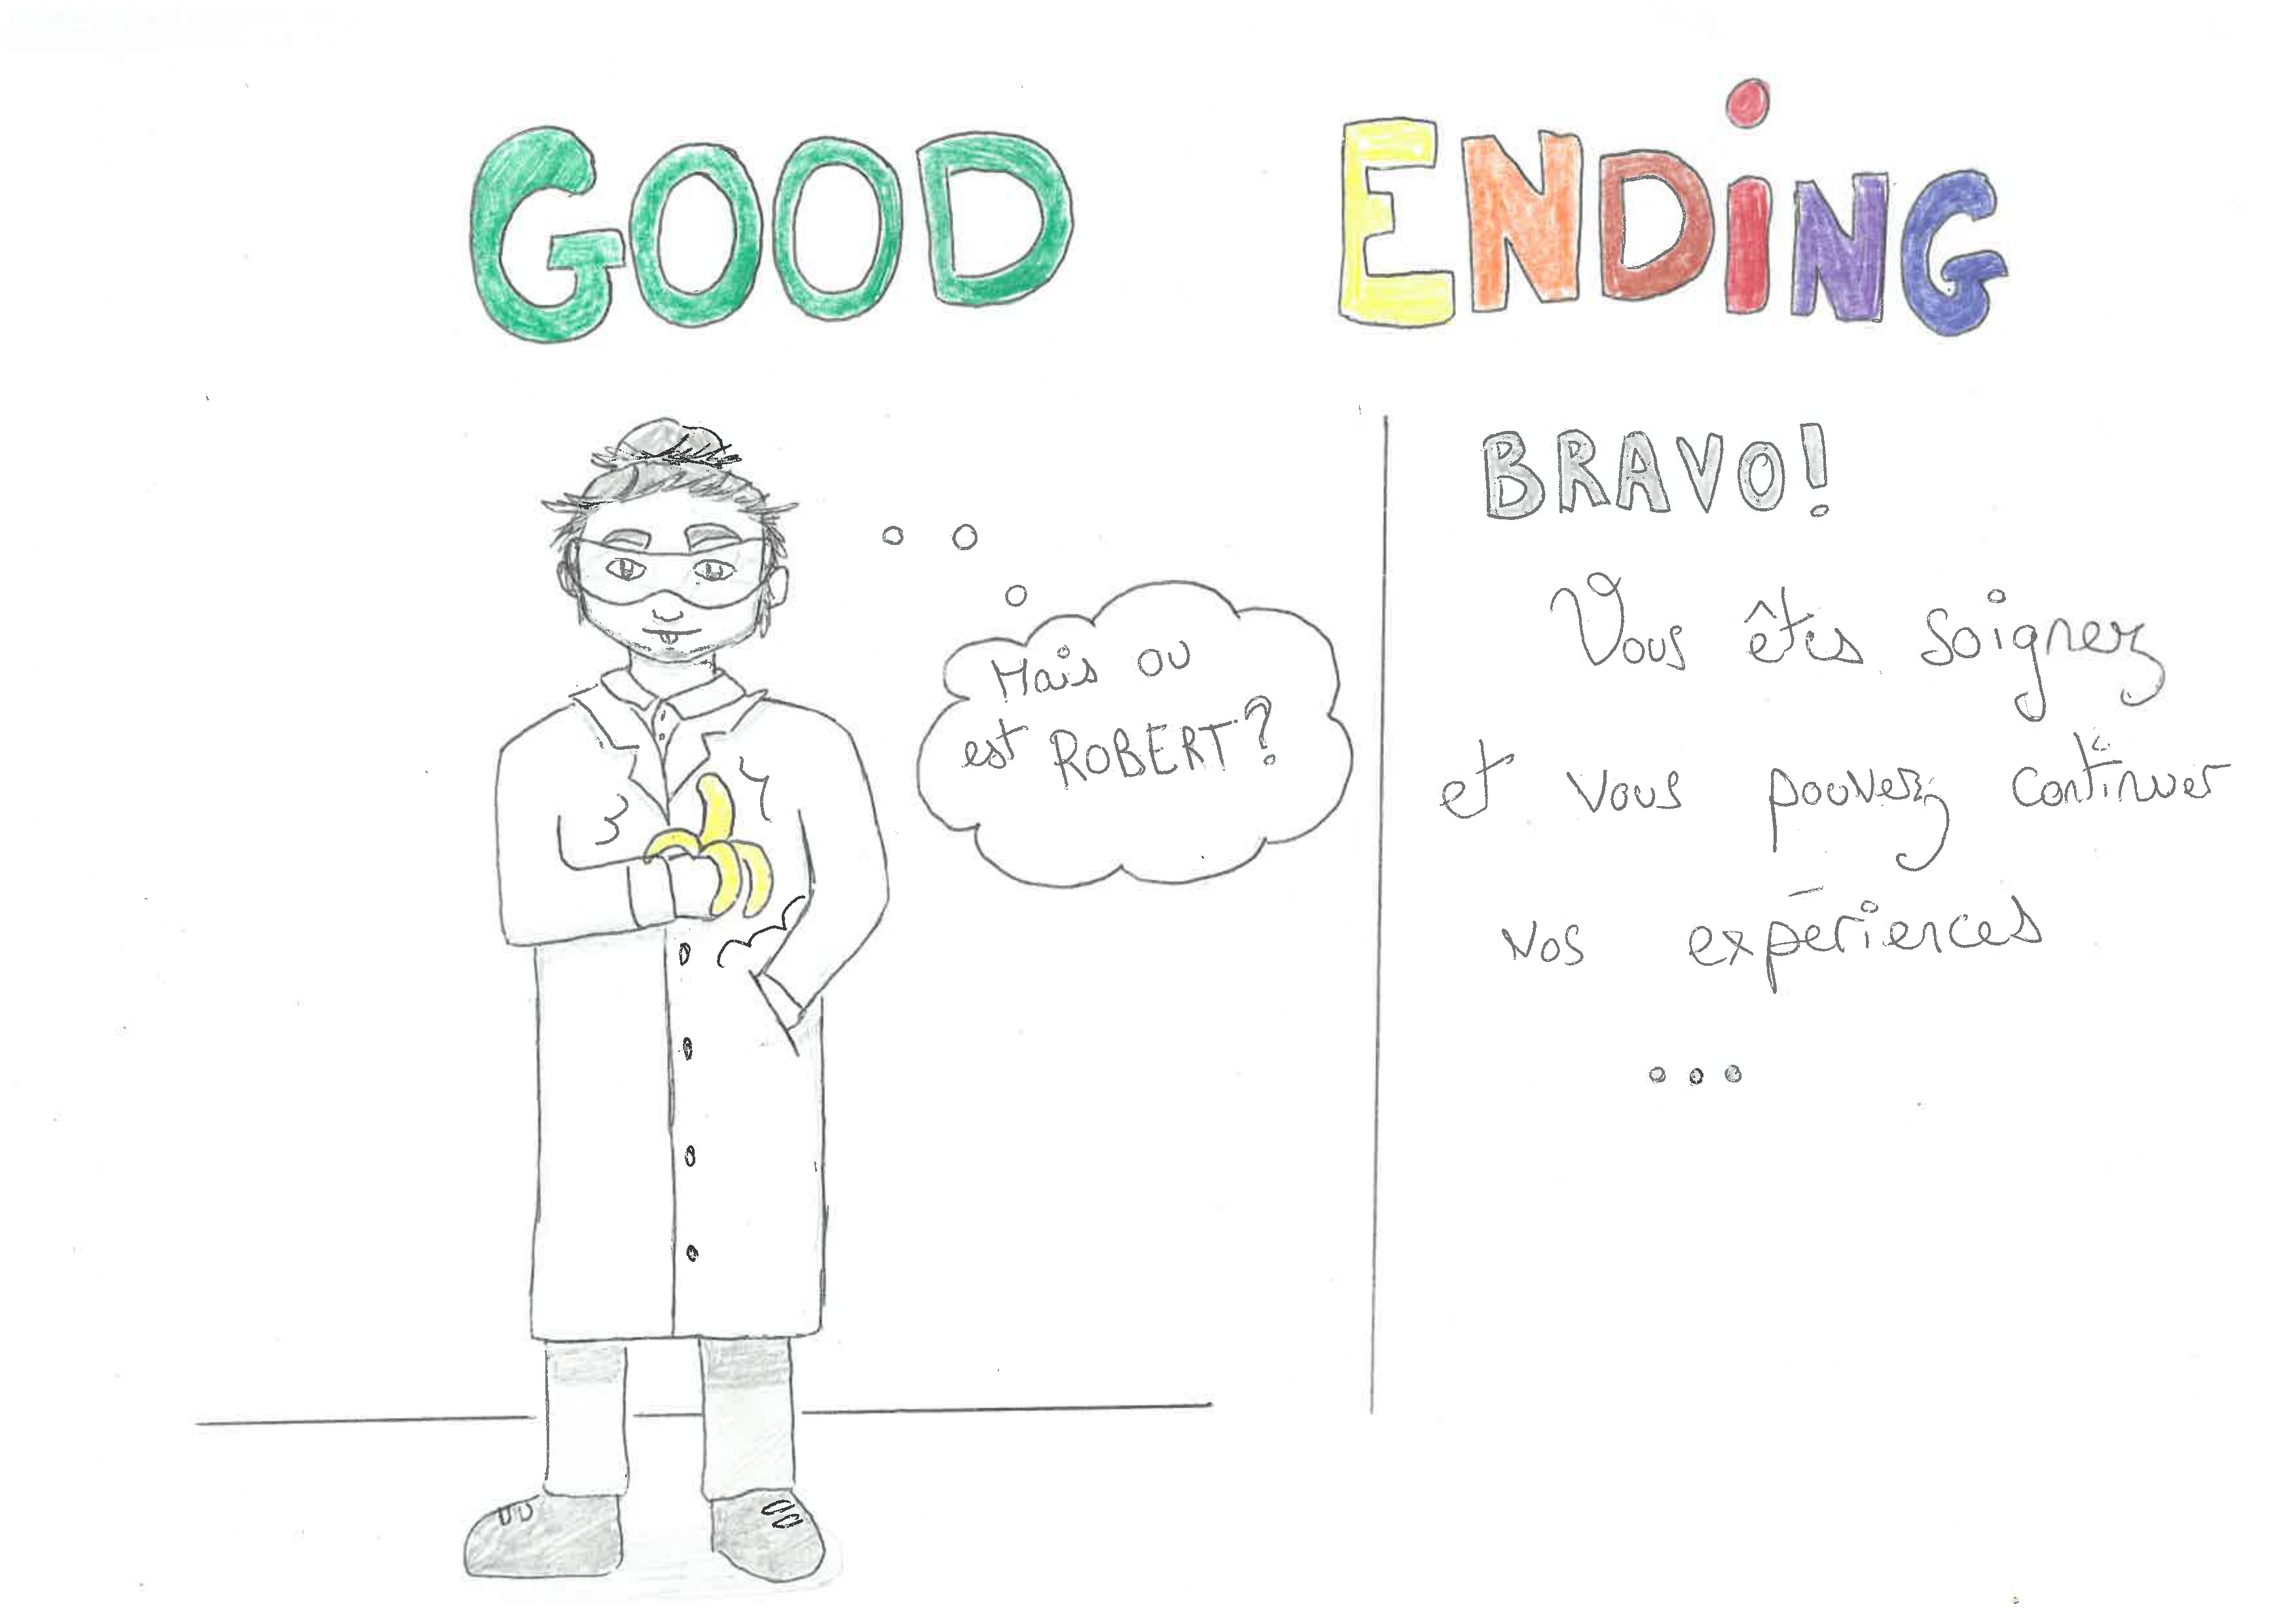 GOOD ENDiNG
Mais ou
est ROBERT?
BRAVO!
Vous êtes soignez
et vous pouvez continuer
vos expériences
...